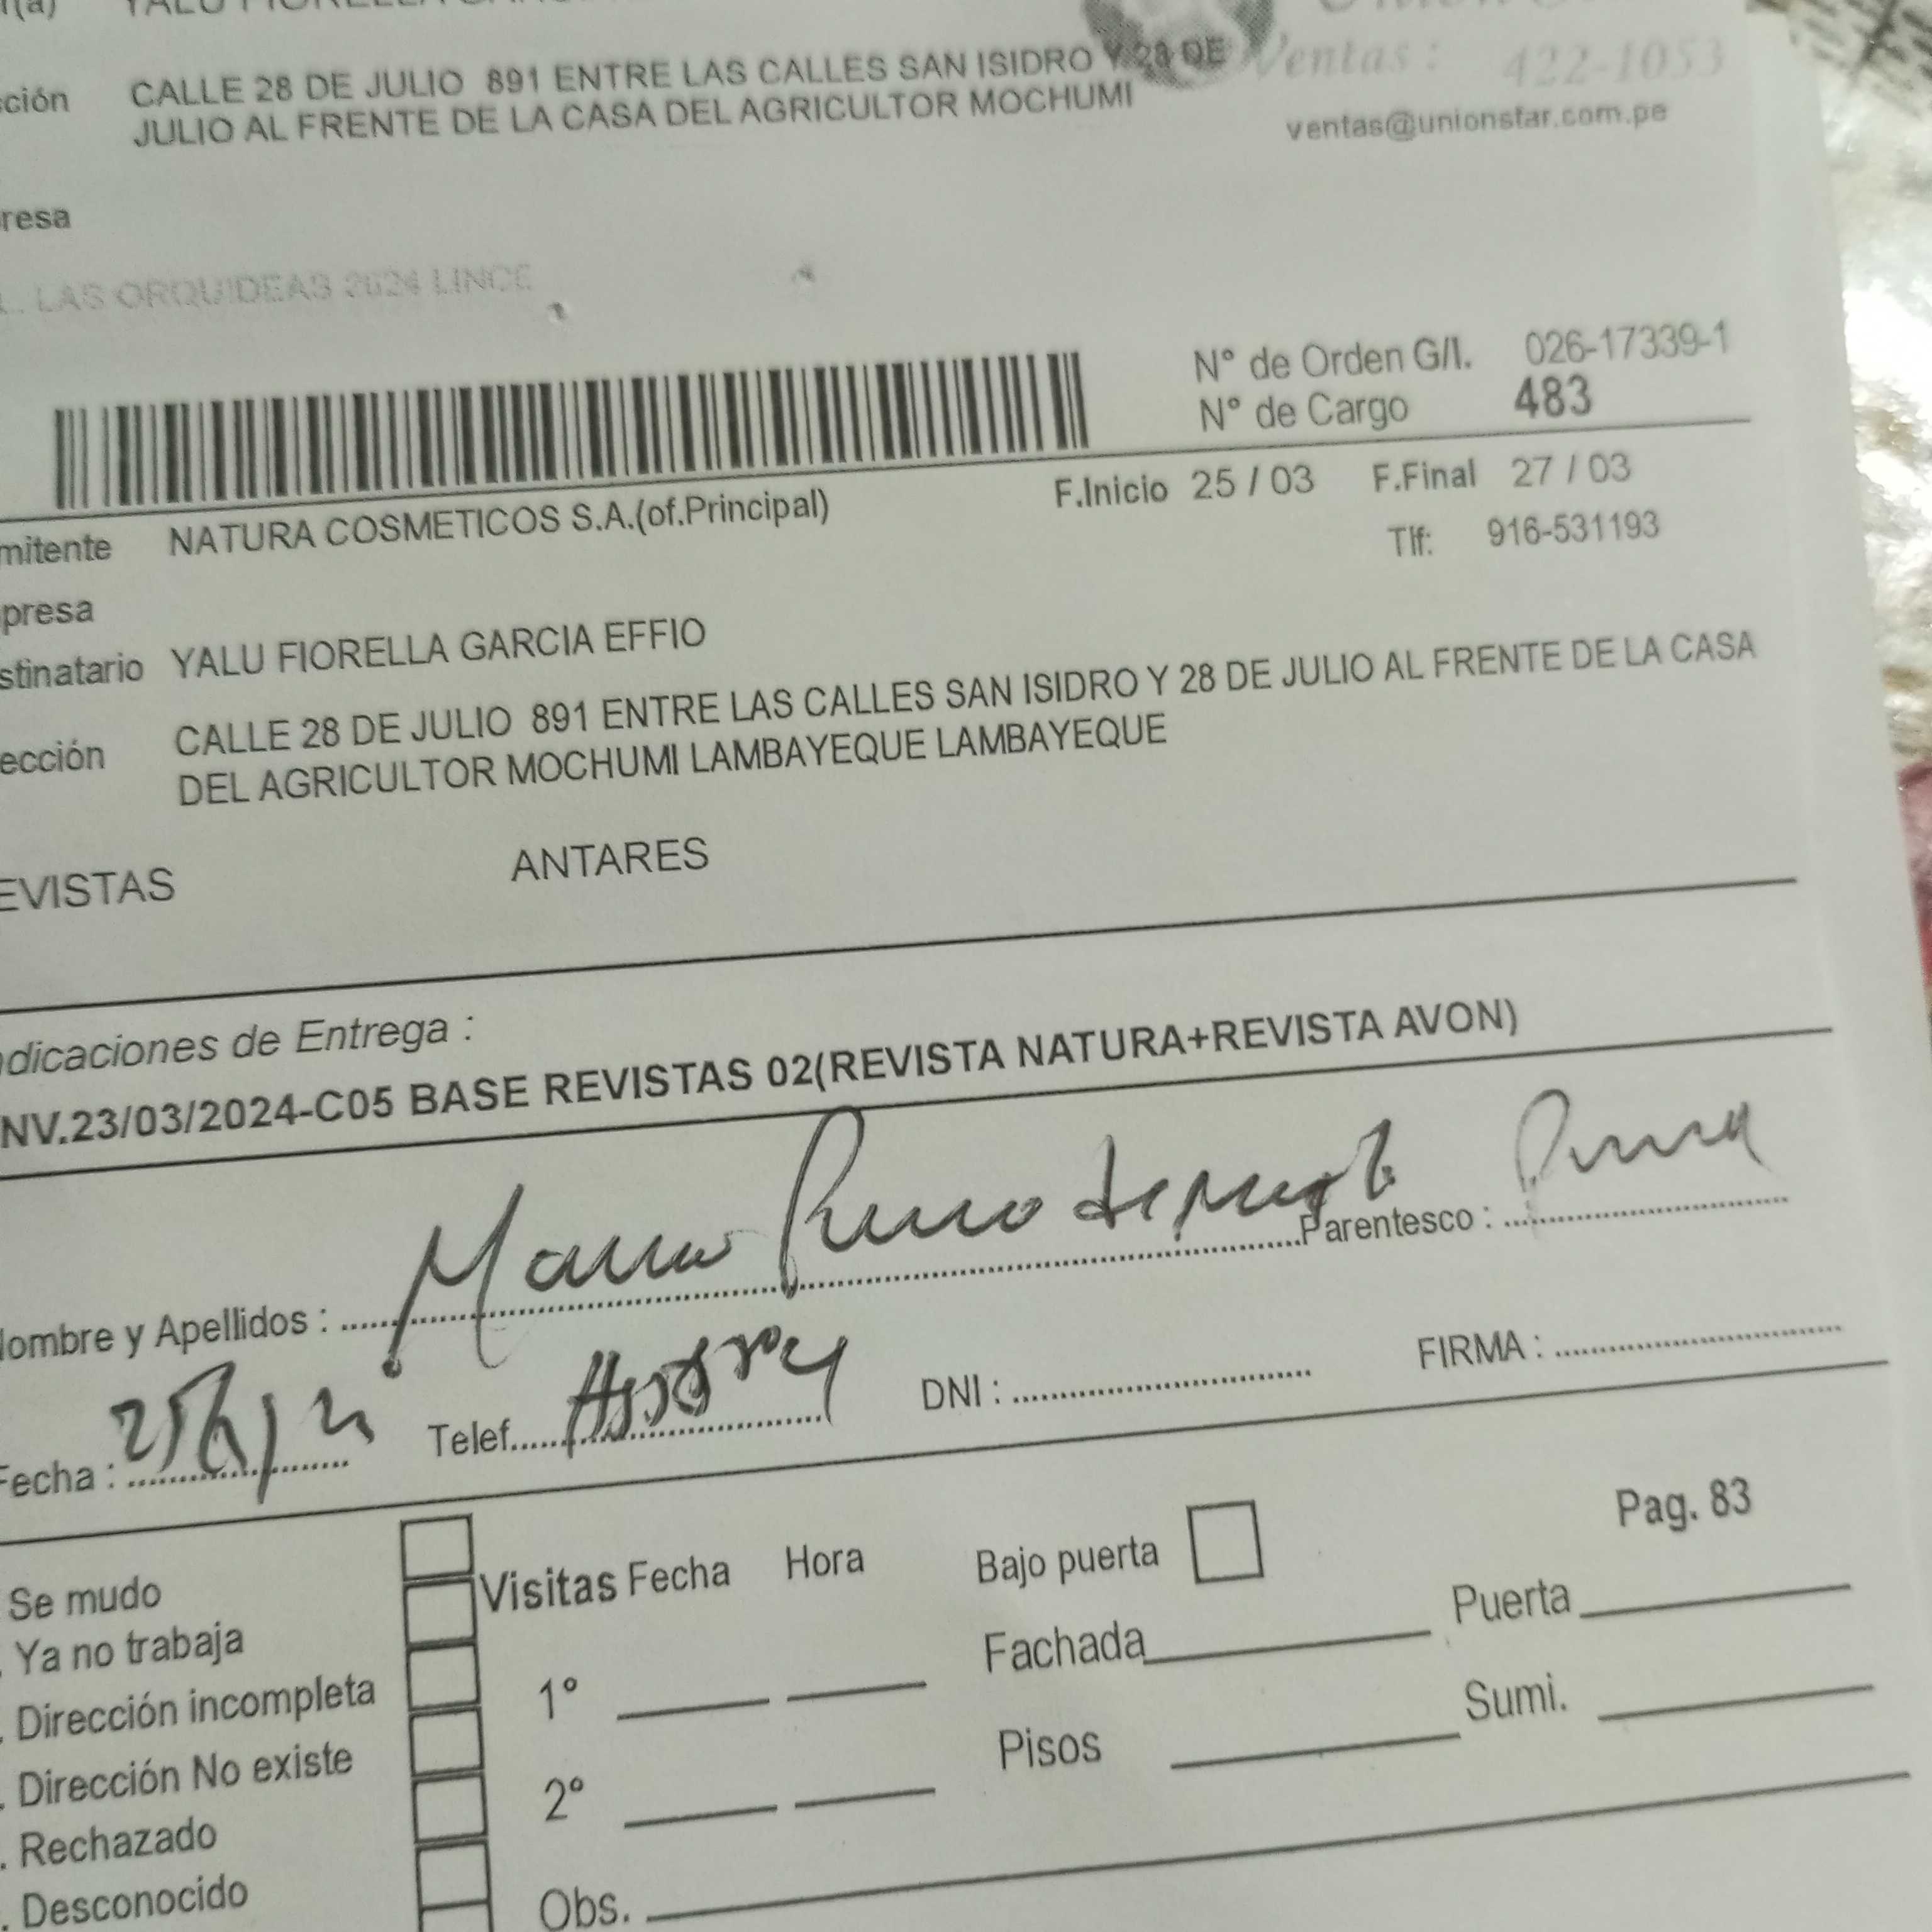 CALLE 28 DE JULIO 891 ENTRE LAS CALLES SAN ISIDRO Y 28 DE
JULIO AL FRENTE DE LA CASA DEL AGRICULTOR MOCHUMI
cción
Ventas: 422-1053
ventas@unionstar.com.pe
resa
LAS ORQUIDEAS 2024 LINCE
N° de Orden G/I. 026-17339-1
N° de Cargo 483
F.Inicio 25 / 03 F.Final 27 / 03
mitente NATURA COSMETICOS S.A.(of.Principal)
Tlf: 916-531193
presa
stinatario YALU FIORELLA GARCIA EFFIO
ección CALLE 28 DE JULIO 891 ENTRE LAS CALLES SAN ISIDRO Y 28 DE JULIO AL FRENTE DE LA CASA
DEL AGRICULTOR MOCHUMI LAMBAYEQUE LAMBAYEQUE
EVISTAS ANTARES
dicaciones de Entrega :
NV.23/03/2024-C05 BASE REVISTAS 02(REVISTA NATURA+REVISTA AVON)
ombre y Apellidos : Parentesco :
Fecha : Telef. DNI : FIRMA :
Pag. 83
Se mudo Visitas Fecha Hora Bajo puerta
Ya no trabaja Fachada Puerta
Dirección incompleta 1°
Dirección No existe Pisos Sumi.
Rechazado 2°
Desconocido Obs.